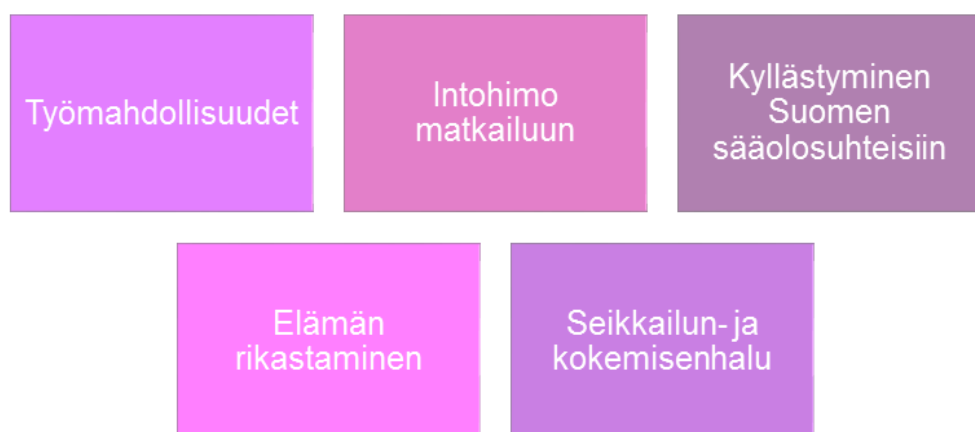 Työmahdollisuudet
Intohimo
matkailuun
Kyllästyminen
Suomen
sääolosuhteisiin
Elämän
rikastaminen
Seikkailun- ja
kokemisenhalu